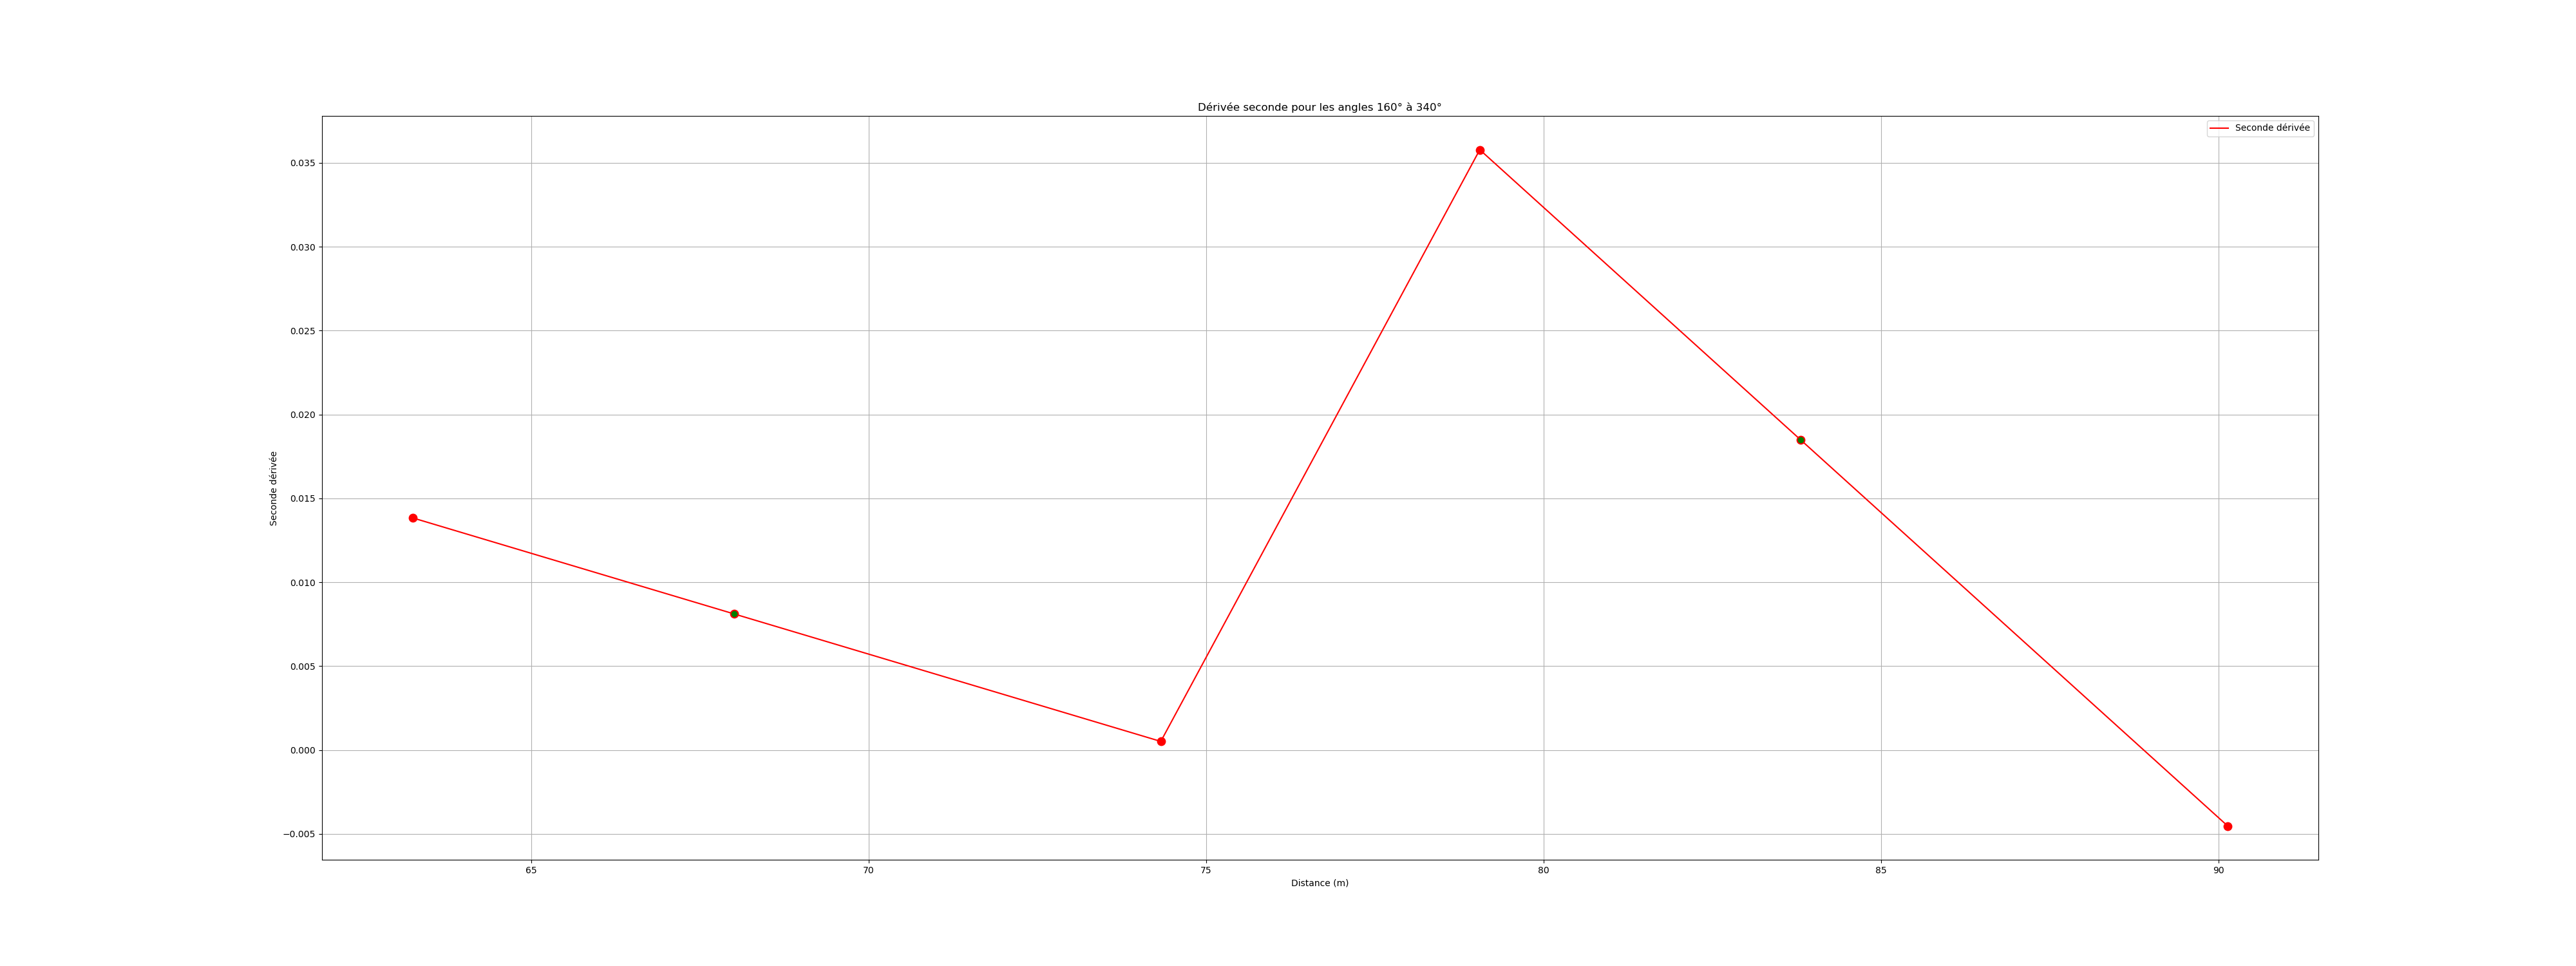 Dérivée seconde pour les angles 160° à 340°
Seconde dérivée
0.035
0.030
0.025
0.020
0.015
0.010
0.005
0.000
−0.005
Seconde dérivée
65 70 75 80 85 90
Distance (m)